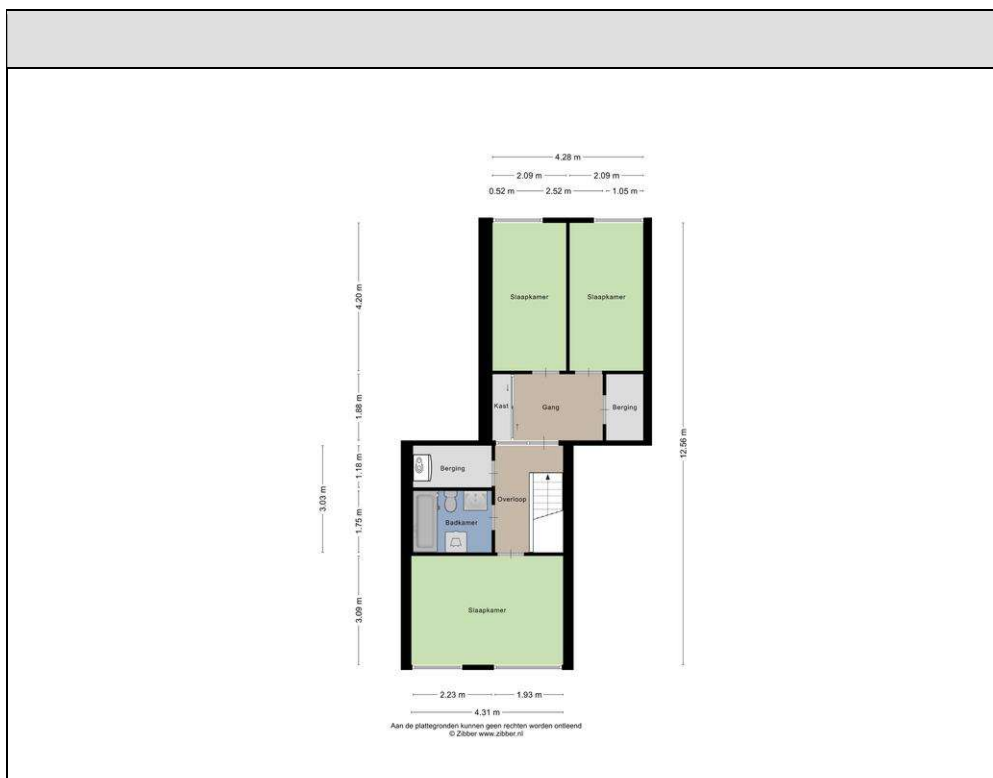 4.28 m
2.09 m 2.09 m
0.52 m 2.52 m 1.05 m
4.20 m
Slaapkamer Slaapkamer
1.88 m
Kast Gang Berging
12.56 m
1.18 m
Berging
3.03 m
Overloop
1.75 m
Badkamer
3.09 m
Slaapkamer
2.23 m 1.93 m
4.31 m
Aan de plattegronden kunnen geen rechten worden ontleend
© Zibber www.zibber.nl